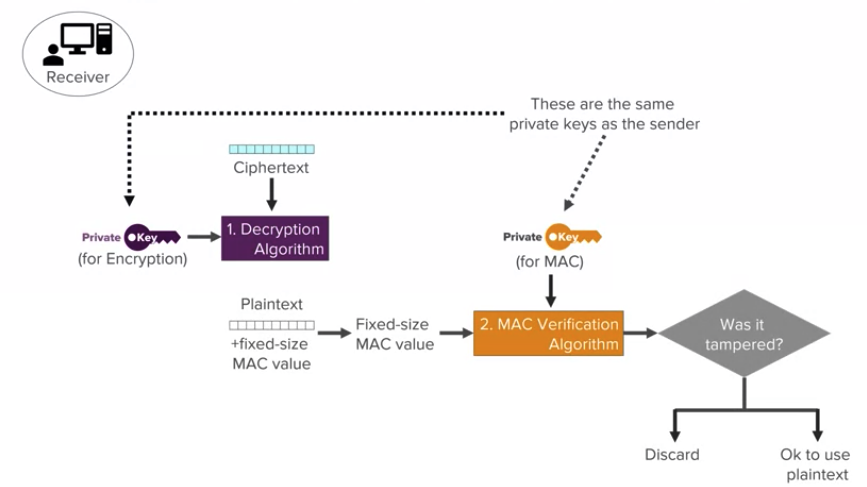 Receiver
These are the same
private keys as the sender
Ciphertext
Private Key
(for Encryption)
1. Decryption
Algorithm
Private Key
(for MAC)
Plaintext
+fixed-size
MAC value
Fixed-size
MAC value
2. MAC Verification
Algorithm
Was it
tampered?
Discard
Ok to use
plaintext